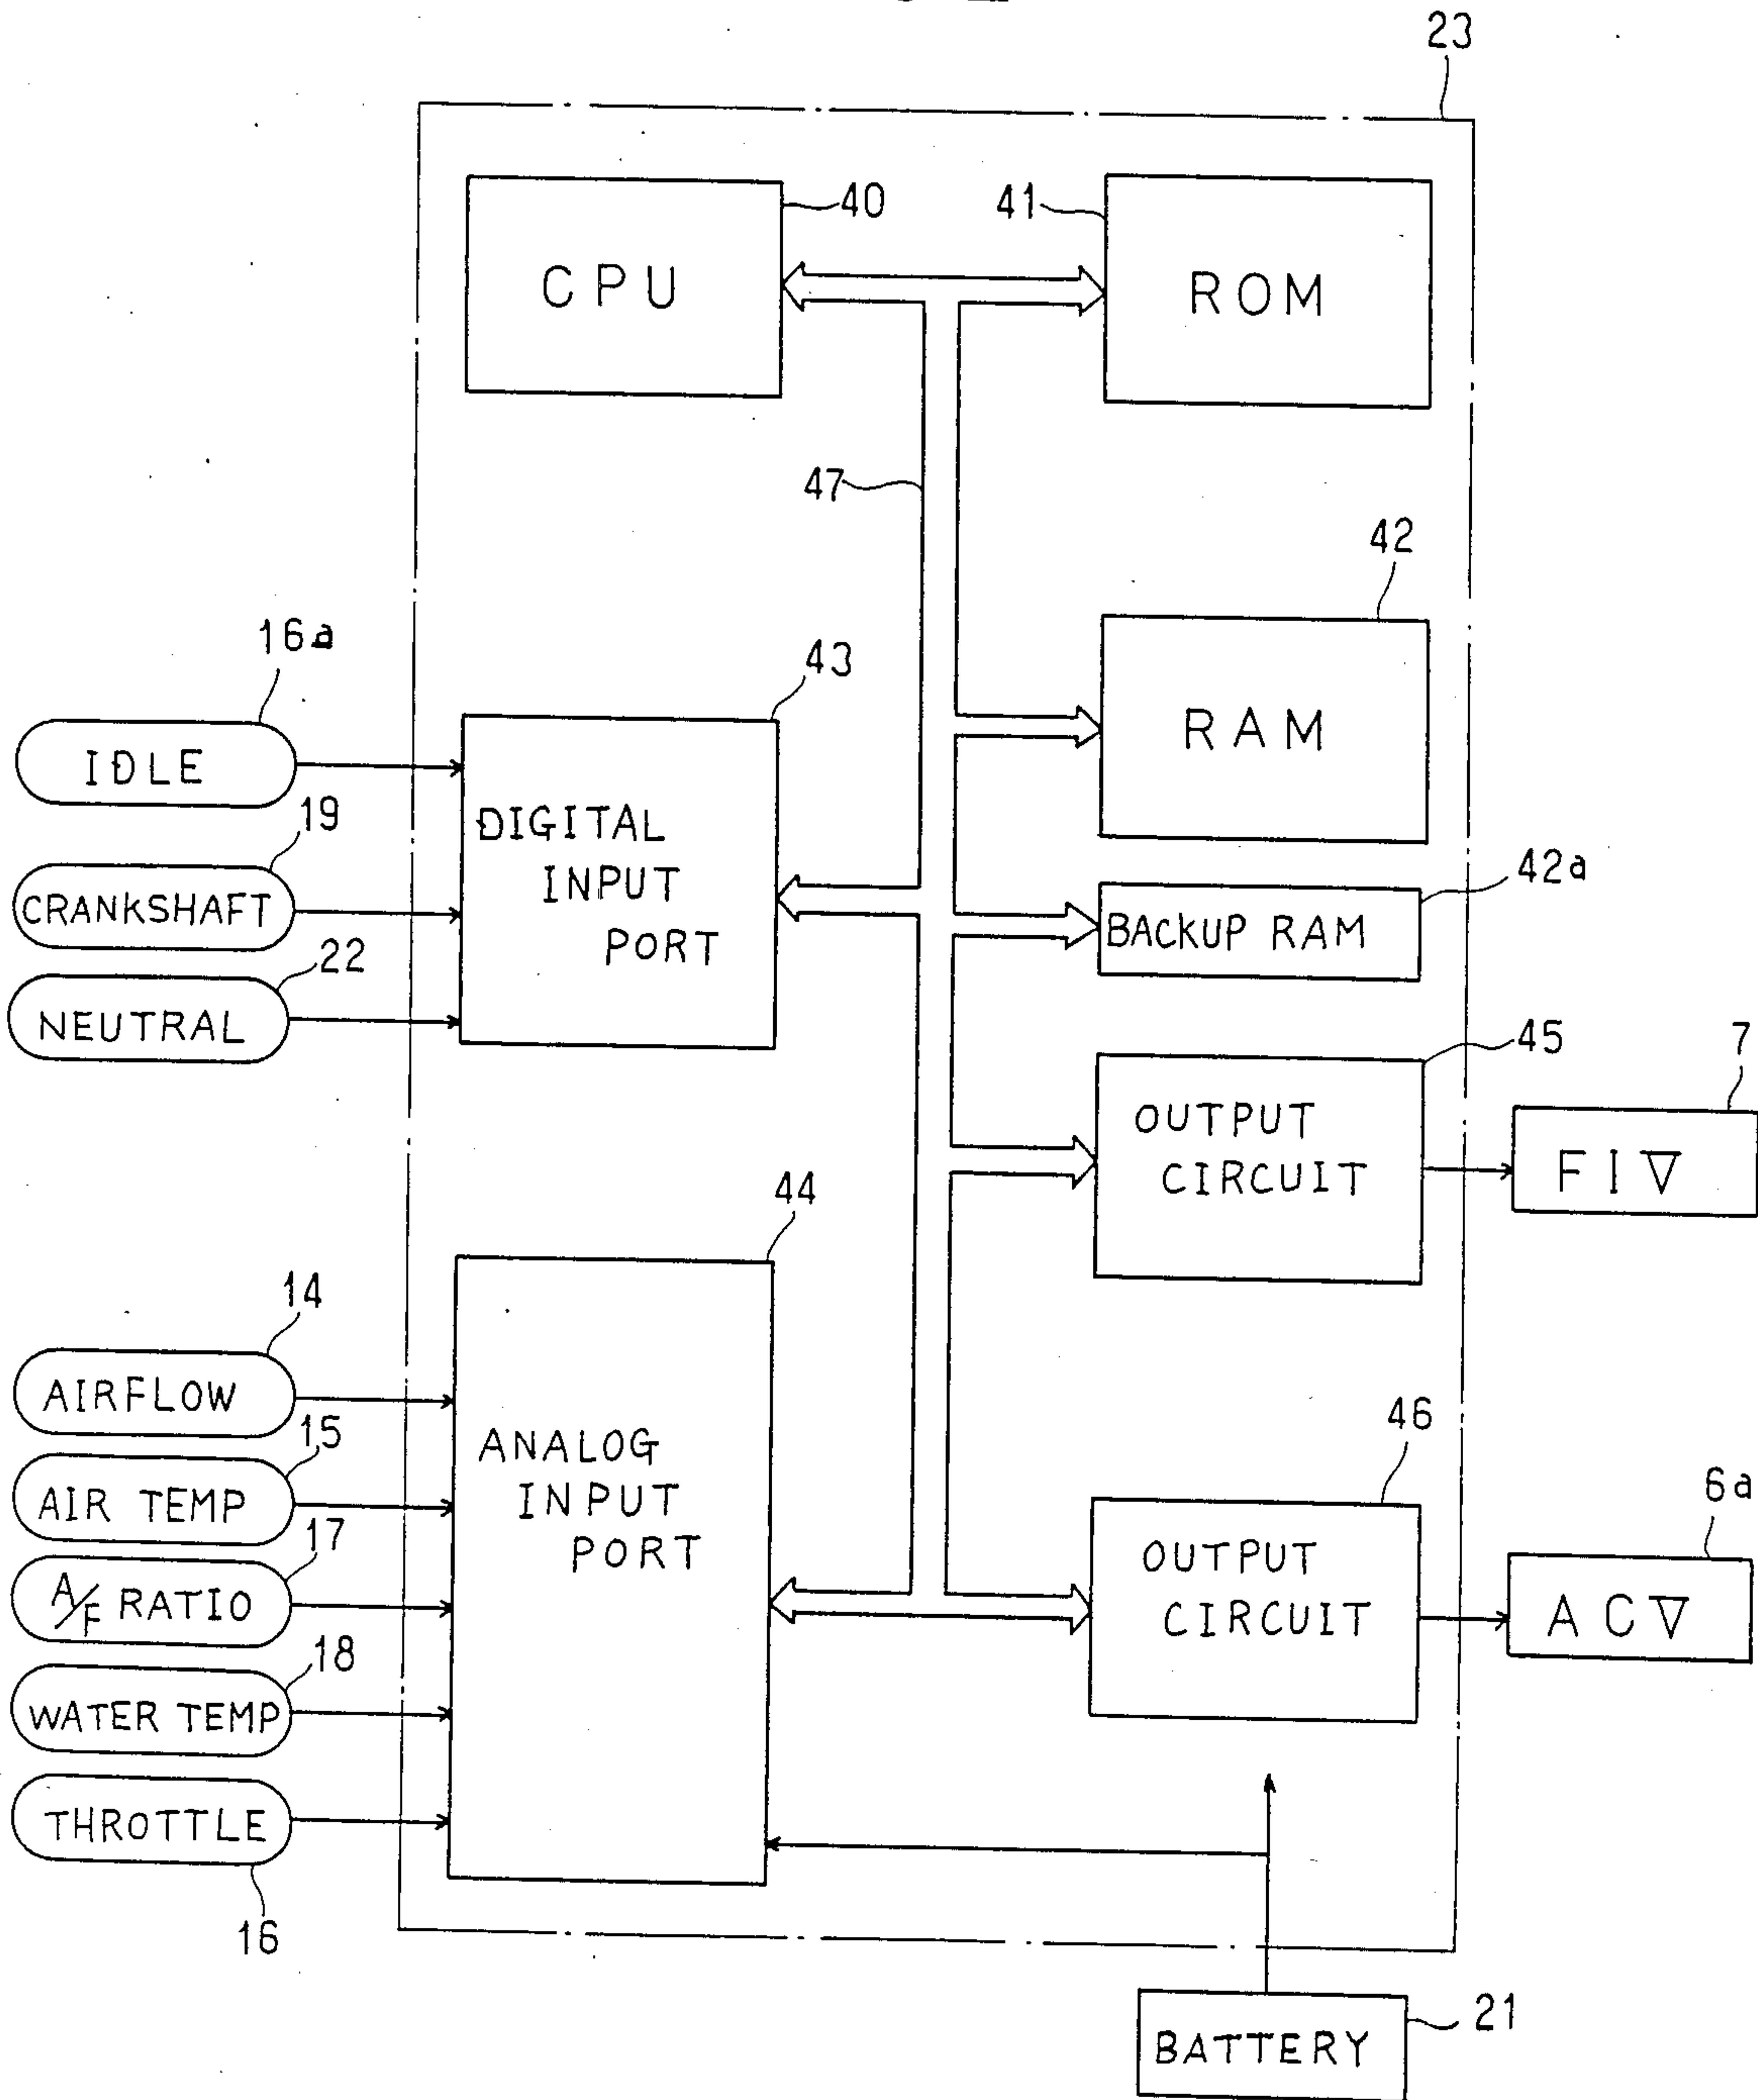 23
40
41
CPU
ROM
47
42
16a
43
RAM
IDLE
19
DIGITAL
INPUT
PORT
42a
CRANKSHAFT
BACKUP RAM
22
NEUTRAL
45
7
OUTPUT
CIRCUIT
FIV
44
14
AIRFLOW
15
46
ANALOG
INPUT
PORT
6a
AIR TEMP
17
OUTPUT
CIRCUIT
A/F RATIO
ACV
18
WATER TEMP
THROTTLE
16
21
BATTERY